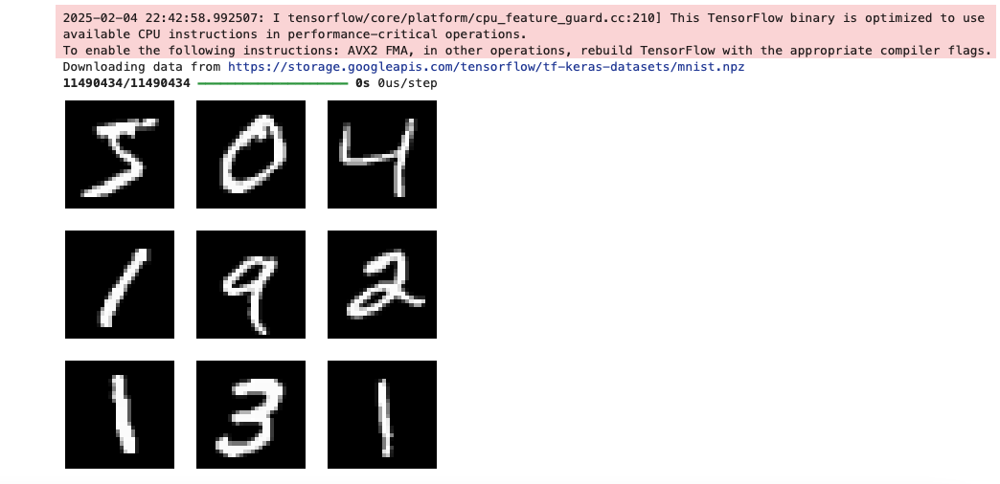 2025-02-04 22:42:58.992507: I tensorflow/core/platform/cpu_feature_guard.cc:210] This TensorFlow binary is optimized to use
available CPU instructions in performance-critical operations.
To enable the following instructions: AVX2 FMA, in other operations, rebuild TensorFlow with the appropriate compiler flags.
Downloading data from https://storage.googleapis.com/tensorflow/tf-keras-datasets/mnist.npz
11490434/11490434 0s 0us/step
5 0 4
1 9 2
1 3 1